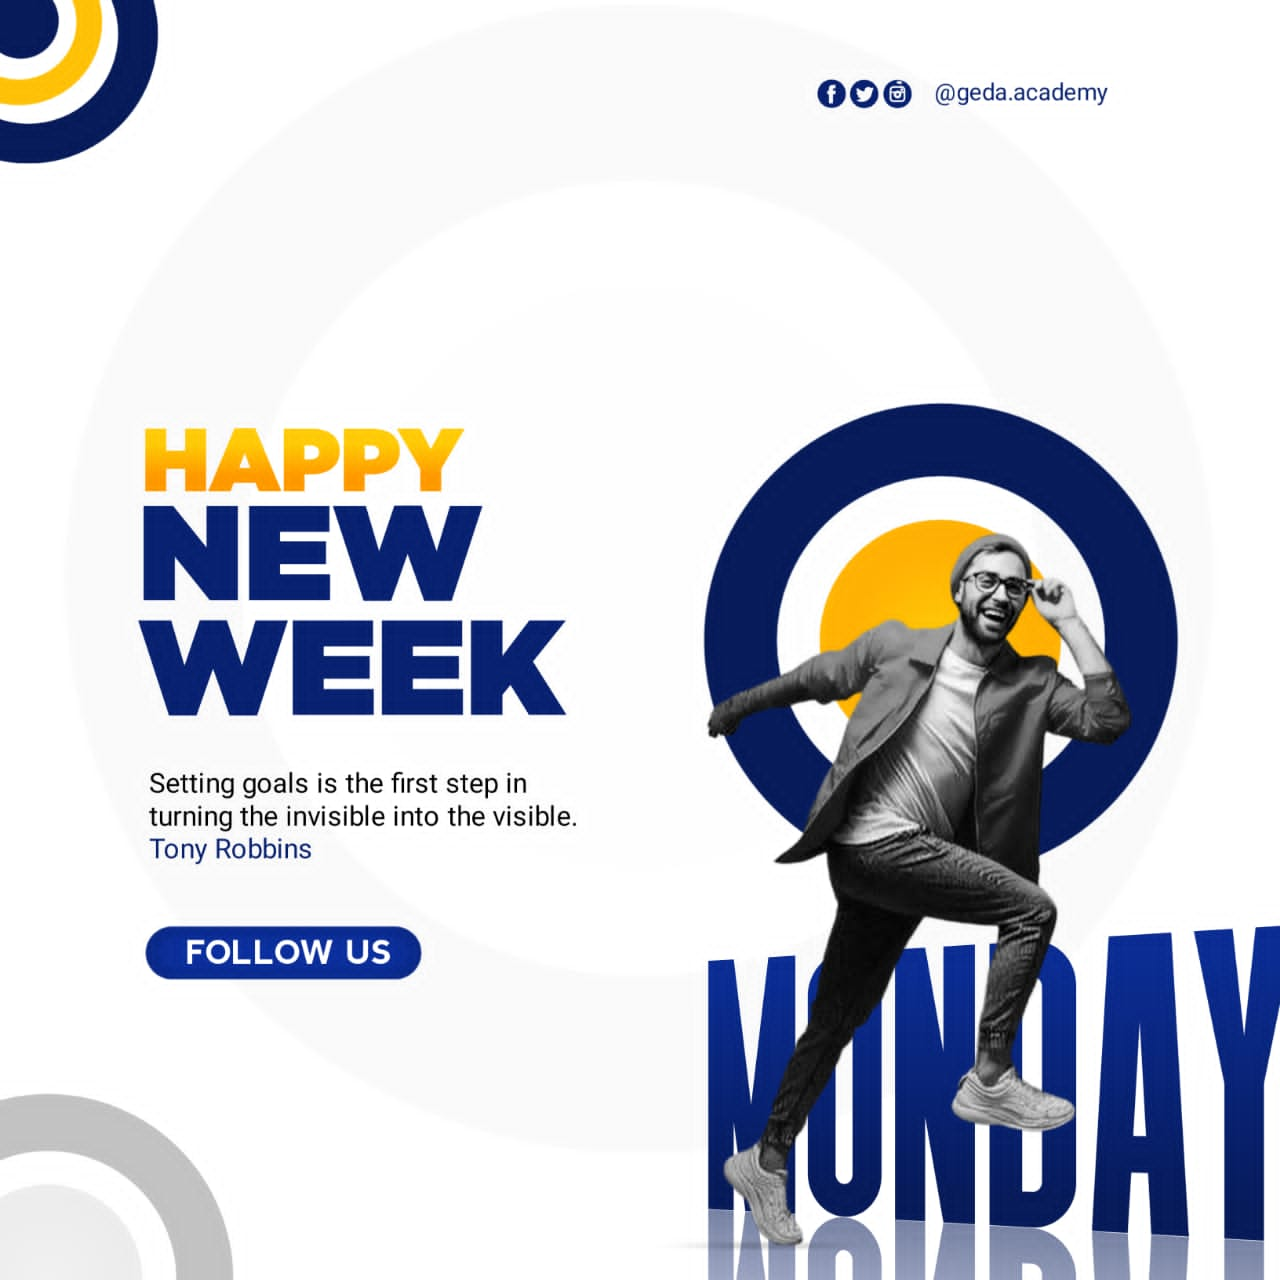 @geda.academy
HAPPY
NEW
WEEK
Setting goals is the first step in
turning the invisible into the visible.
Tony Robbins
FOLLOW US
MONDAY